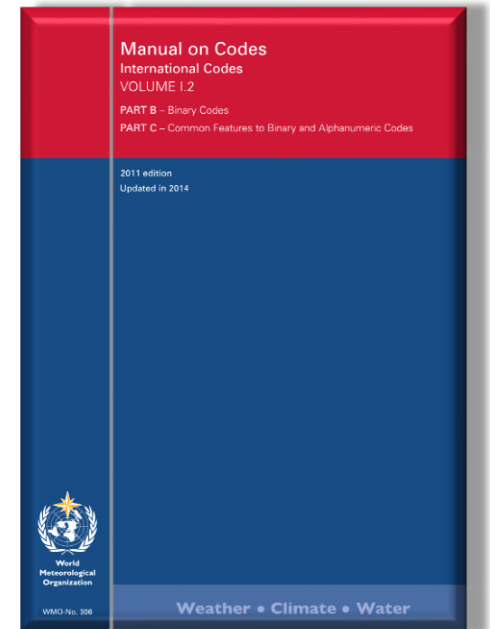 Manual on Codes
International Codes
VOLUME I.2
PART B – Binary Codes
PART C – Common Features to Binary and Alphanumeric Codes
2011 edition
Updated in 2014
World
Meteorological
Organization
WMO-No. 306
Weather • Climate • Water